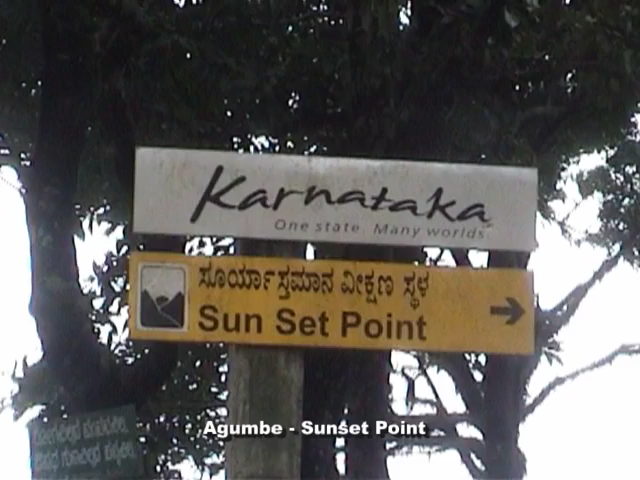 Karnataka
One state. Many worlds.
ಸೂರ್ಯಾಸ್ತಮಾನ ವೀಕ್ಷಣ ಸ್ಥಳ
Sun Set Point
Agumbe - Sunset Point